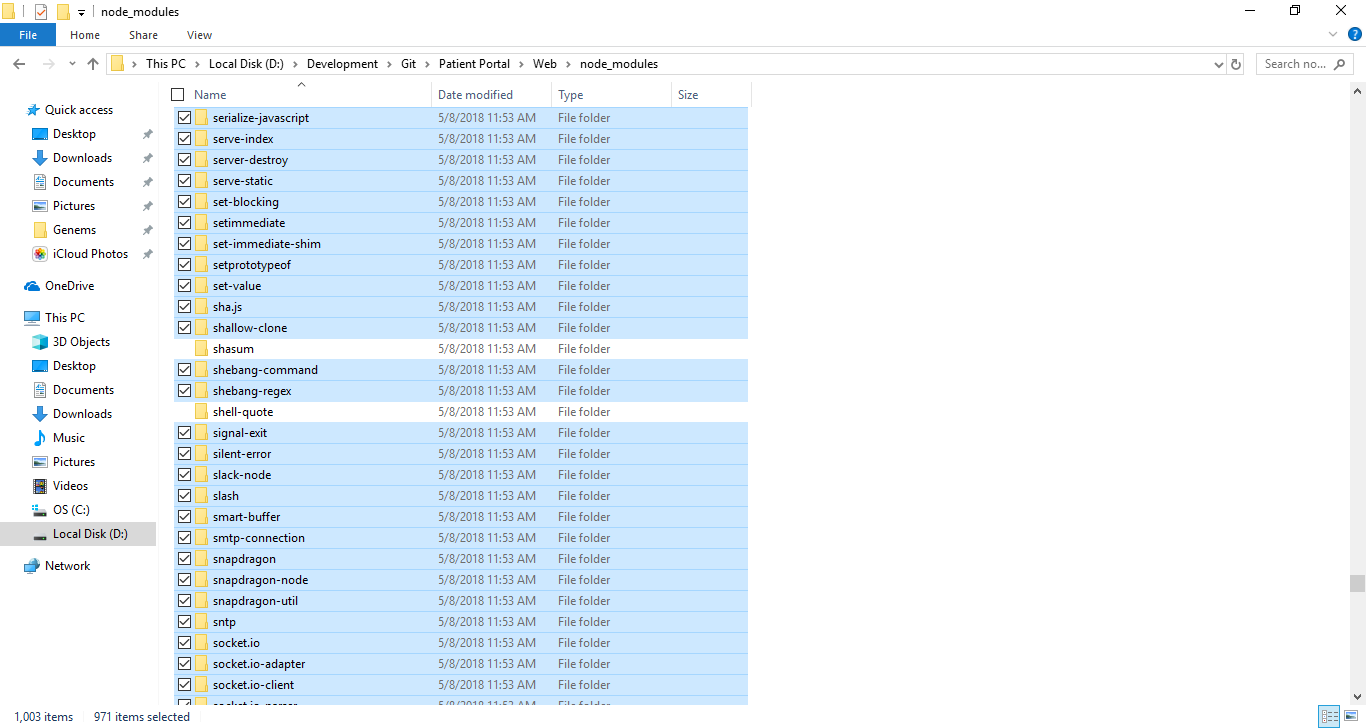 node_modules
File Home Share View
This PC Local Disk (D:) Development Git Patient Portal Web node_modules Search no...
Name Date modified Type Size
Quick access
Desktop
Downloads
Documents
Pictures
Genems
iCloud Photos
OneDrive
This PC
3D Objects
Desktop
Documents
Downloads
Music
Pictures
Videos
OS (C:)
Local Disk (D:)
Network
serialize-javascript 5/8/2018 11:53 AM File folder
serve-index 5/8/2018 11:53 AM File folder
server-destroy 5/8/2018 11:53 AM File folder
serve-static 5/8/2018 11:53 AM File folder
set-blocking 5/8/2018 11:53 AM File folder
setimmediate 5/8/2018 11:53 AM File folder
set-immediate-shim 5/8/2018 11:53 AM File folder
setprototypeof 5/8/2018 11:53 AM File folder
set-value 5/8/2018 11:53 AM File folder
sha.js 5/8/2018 11:53 AM File folder
shallow-clone 5/8/2018 11:53 AM File folder
shasum 5/8/2018 11:53 AM File folder
shebang-command 5/8/2018 11:53 AM File folder
shebang-regex 5/8/2018 11:53 AM File folder
shell-quote 5/8/2018 11:53 AM File folder
signal-exit 5/8/2018 11:53 AM File folder
silent-error 5/8/2018 11:53 AM File folder
slack-node 5/8/2018 11:53 AM File folder
slash 5/8/2018 11:53 AM File folder
smart-buffer 5/8/2018 11:53 AM File folder
smtp-connection 5/8/2018 11:53 AM File folder
snapdragon 5/8/2018 11:53 AM File folder
snapdragon-node 5/8/2018 11:53 AM File folder
snapdragon-util 5/8/2018 11:53 AM File folder
sntp 5/8/2018 11:53 AM File folder
socket.io 5/8/2018 11:53 AM File folder
socket.io-adapter 5/8/2018 11:53 AM File folder
socket.io-client 5/8/2018 11:53 AM File folder
1,003 items 971 items selected